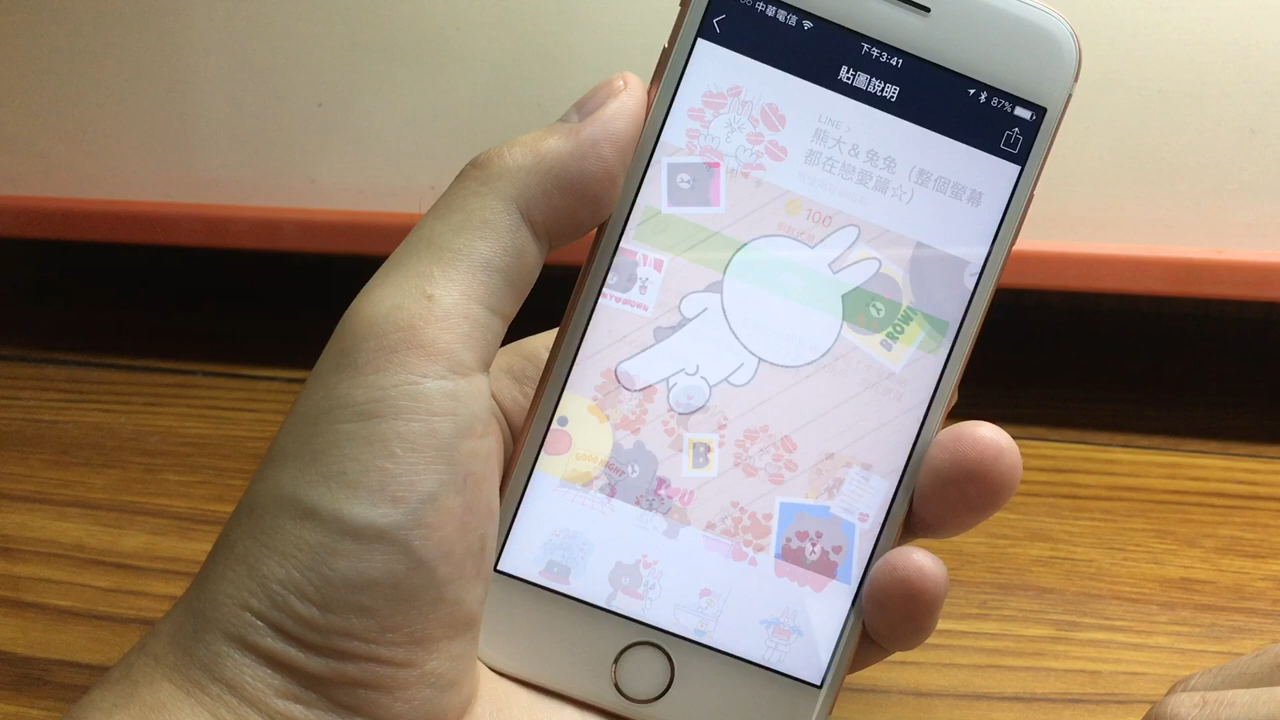 中華電信
下午3:41
87%
貼圖說明
LINE >
熊大＆兔兔（整個螢幕
都在戀愛篇☆）
100
BROWN
GOOD NIGHT
B